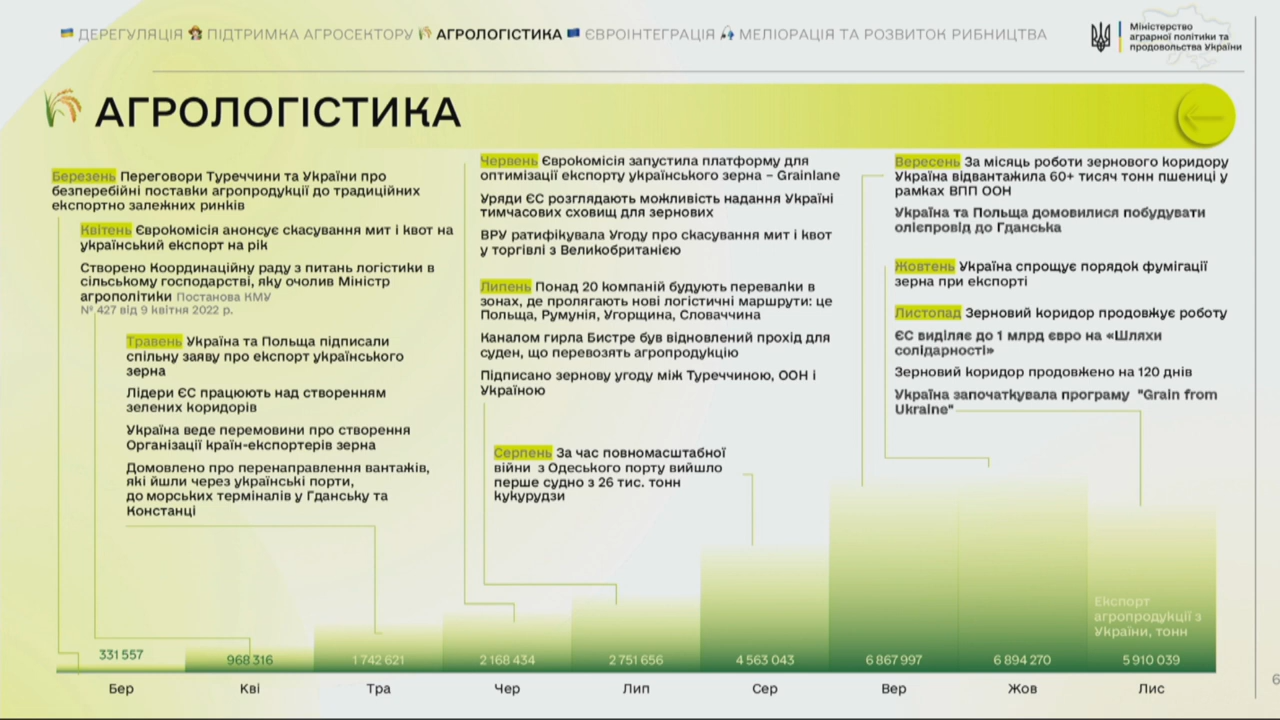 ДЕРЕГУЛЯЦІЯ ПІДТРИМКА АГРОСЕКТОРУ АГРОЛОГІСТИКА ЄВРОІНТЕГРАЦІЯ МЕЛІОРАЦІЯ ТА РОЗВИТОК РИБНИЦТВА
Міністерство
аграрної політики та
продовольства України
АГРОЛОГІСТИКА
Березень Переговори Туреччини та України про
безперебійні поставки агропродукції до традиційних
експортно залежних ринків
Квітень Єврокомісія анонсує скасування мит і квот на
український експорт на рік
Створено Координаційну раду з питань логістики в
сільському господарстві, яку очолив Міністр
агрополітики Постанова КМУ
№ 427 від 9 квітня 2022 р.
Травень Україна та Польща підписали
спільну заяву про експорт українського
зерна
Лідери ЄС працюють над створенням
зелених коридорів
Україна веде перемовини про створення
Організації країн-експортерів зерна
Домовлено про перенаправлення вантажів,
які йшли через українські порти,
до морських терміналів у Гданську та
Констанці
Червень Єврокомісія запустила платформу для
оптимізації експорту українського зерна – Grainlane
Уряди ЄС розглядають можливість надання Україні
тимчасових сховищ для зернових
ВРУ ратифікувала Угоду про скасування мит і квот
у торгівлі з Великобританією
Липень Понад 20 компаній будують перевалки в
зонах, де пролягають нові логістичні маршрути: це
Польща, Румунія, Угорщина, Словаччина
Каналом гирла Бистре був відновлений прохід для
суден, що перевозять агропродукцію
Підписано зернову угоду між Туреччиною, ООН і
Україною
Серпень За час повномасштабної
війни з Одеського порту вийшло
перше судно з 26 тис. тонн
кукурудзи
Вересень За місяць роботи зернового коридору
Україна відвантажила 60+ тисяч тонн пшениці у
рамках ВПП ООН
Україна та Польща домовилися побудувати
олієпровід до Гданська
Жовтень Україна спрощує порядок фумігації
зерна при експорті
Листопад Зерновий коридор продовжує роботу
ЄС виділяє до 1 млрд євро на «Шляхи
солідарності»
Зерновий коридор продовжено на 120 днів
Україна започаткувала програму "Grain from
Ukraine"
Експорт
агропродукції з
України, тонн
331 557 968 316 1 742 621 2 168 434 2 751 656 4 563 043 6 867 997 6 894 270 5 910 039
Бер Кві Тра Чер Лип Сер Вер Жов Лис
6